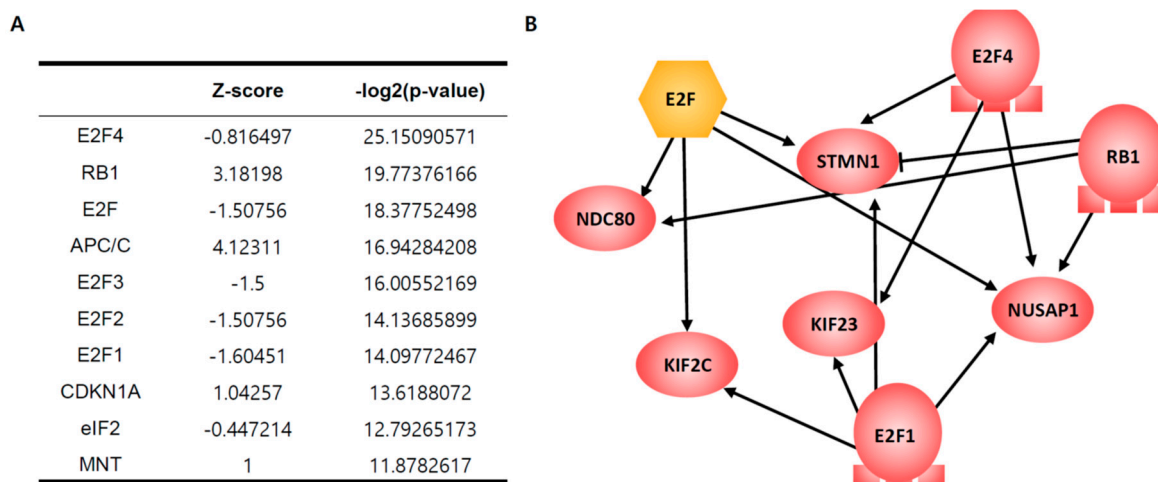 A
Z-score -log2(p-value)
E2F4 -0.816497 25.15090571
RB1 3.18198 19.77376166
E2F -1.50756 18.37752498
APC/C 4.12311 16.94284208
E2F3 -1.5 16.00552169
E2F2 -1.50756 14.13685899
E2F1 -1.60451 14.09772467
CDKN1A 1.04257 13.6188072
eIF2 -0.447214 12.79265173
MNT 1 11.8782617
B
E2F4
E2F
RB1
STMN1
NDC80
NUSAP1
KIF23
KIF2C
E2F1